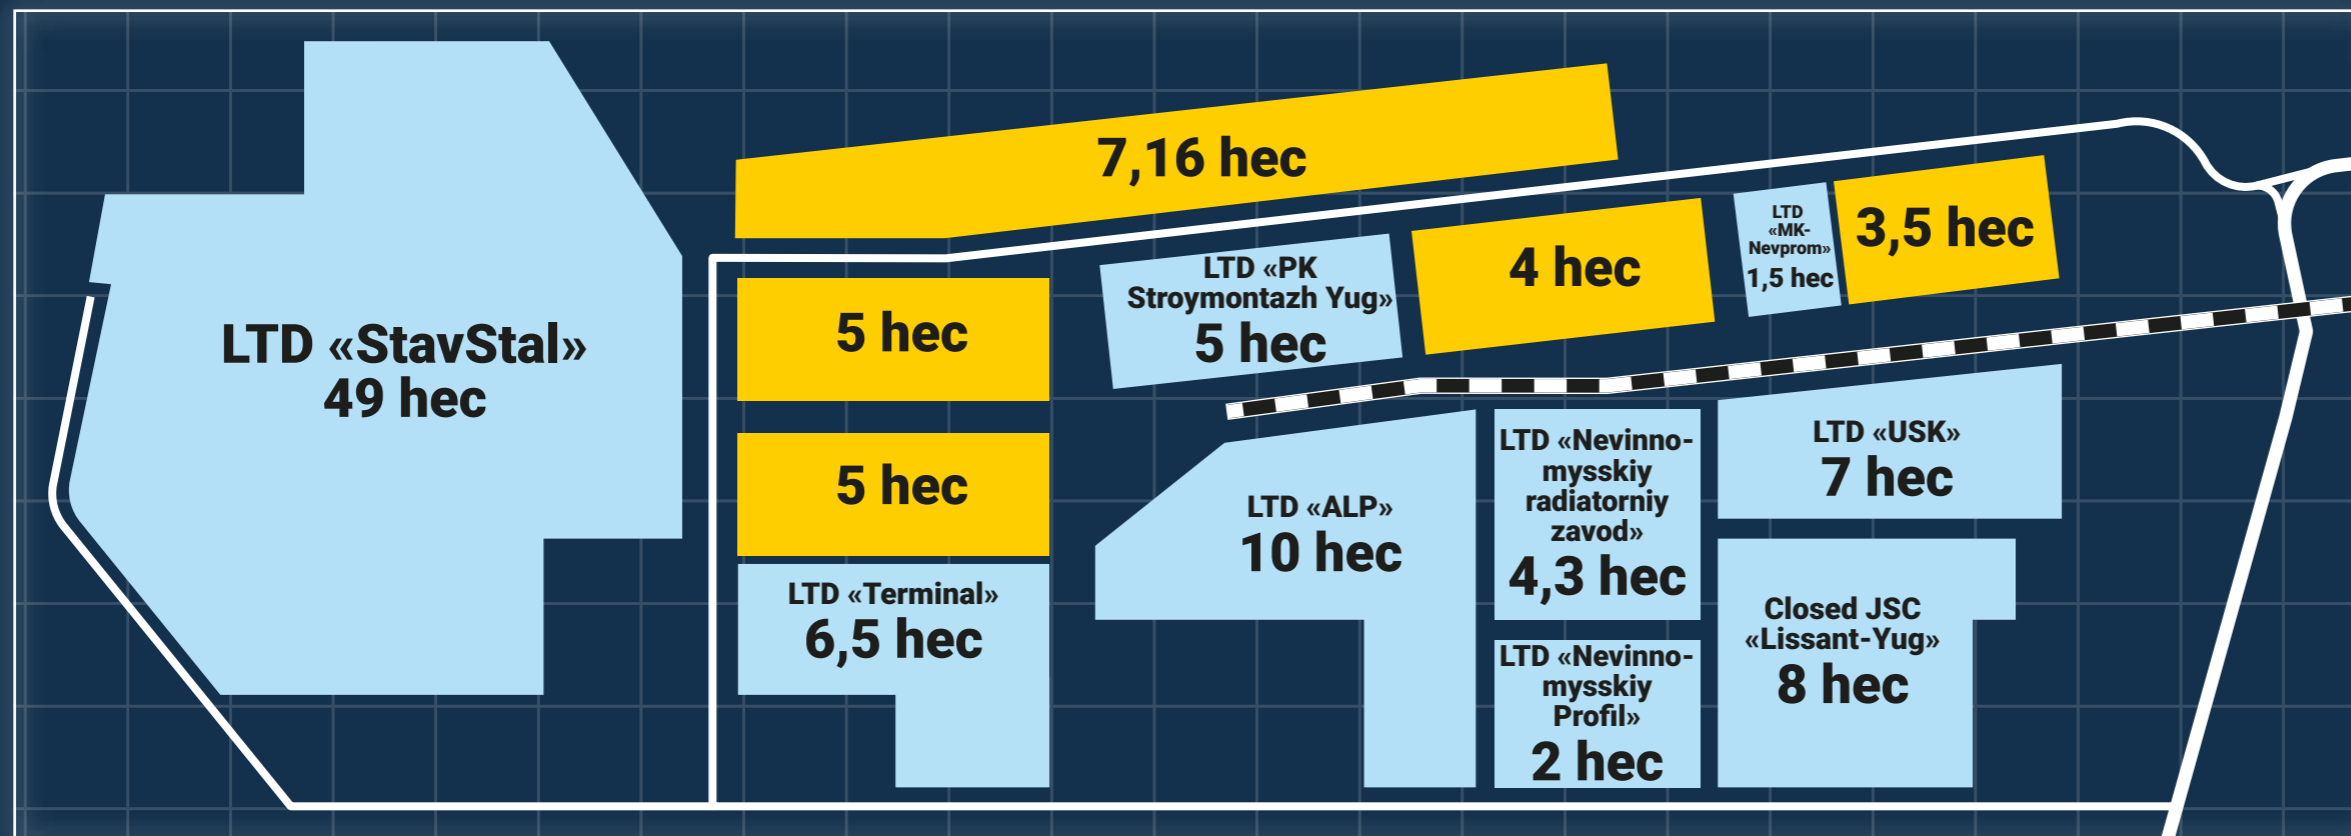 7,16 hec
LTD «StavStal»
49 hec
5 hec
5 hec
LTD «Terminal»
6,5 hec
LTD «PK
Stroymontazh Yug»
5 hec
4 hec
LTD
«MK-
Nevprom»
1,5 hec
3,5 hec
LTD «ALP»
10 hec
LTD «Nevinno-
mysskiy
radiatorniy
zavod»
4,3 hec
LTD «Nevinno-
mysskiy
Profil»
2 hec
LTD «USK»
7 hec
Closed JSC
«Lissant-Yug»
8 hec